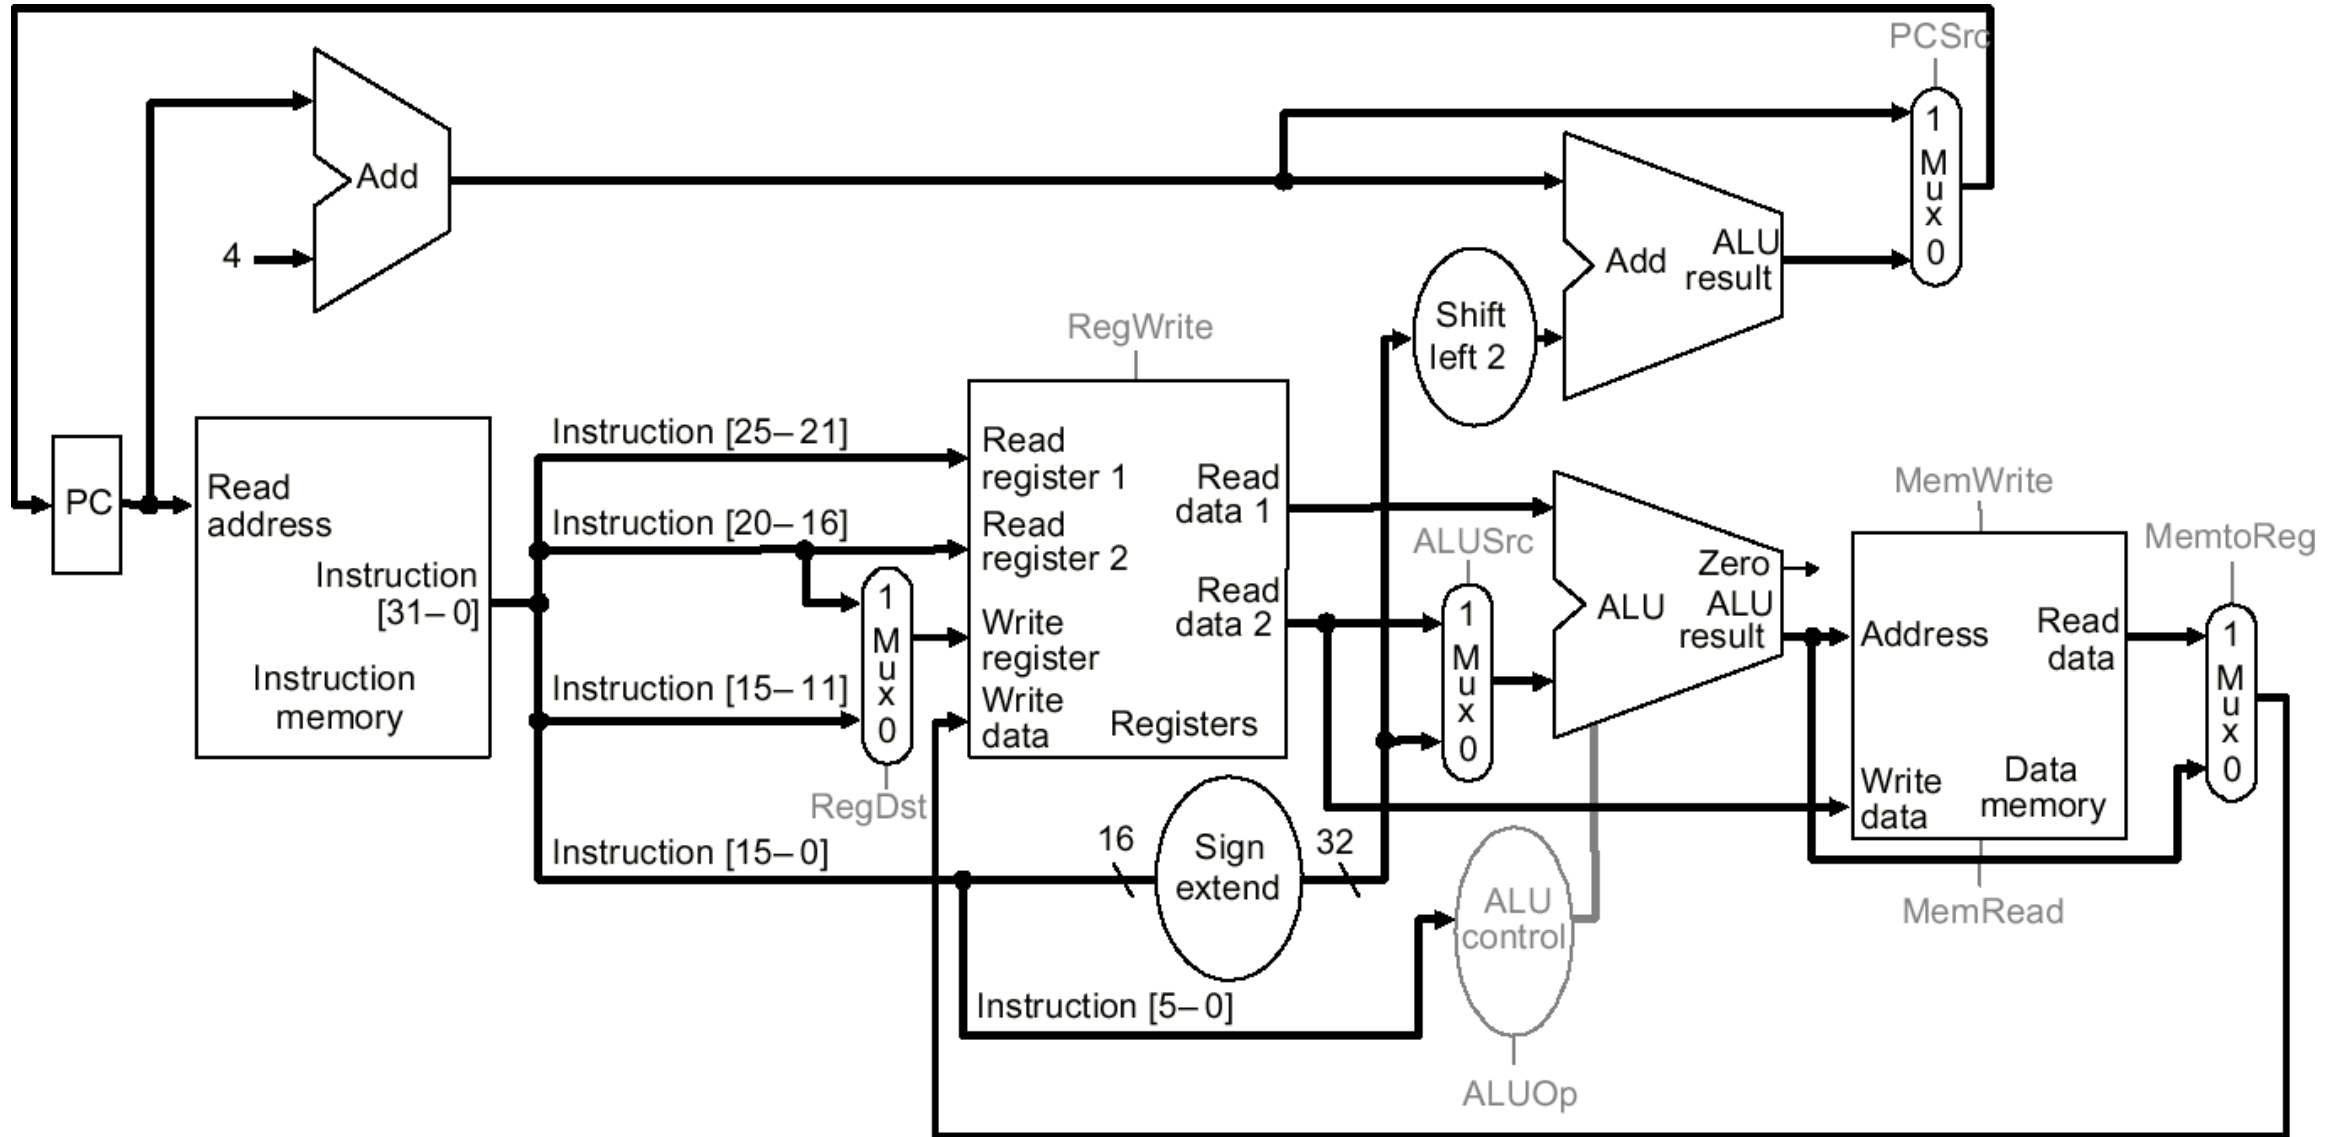 PCSrc
1
M
u
x
0
Add
4
Add
ALU
result
Shift
left 2
RegWrite
PC
Read
address
Instruction
[31–0]
Instruction
memory
Instruction [25–21]
Instruction [20–16]
Instruction [15–11]
Instruction [15–0]
Instruction [5–0]
1
M
u
x
0
RegDst
Read
register 1
Read
register 2
Write
register
Write
data
Read
data 1
Read
data 2
Registers
16
Sign
extend
32
ALUSrc
1
M
u
x
0
ALU
Zero
ALU
result
ALU
control
ALUOp
MemWrite
Address
Read
data
Write
data
Data
memory
MemRead
MemtoReg
1
M
u
x
0